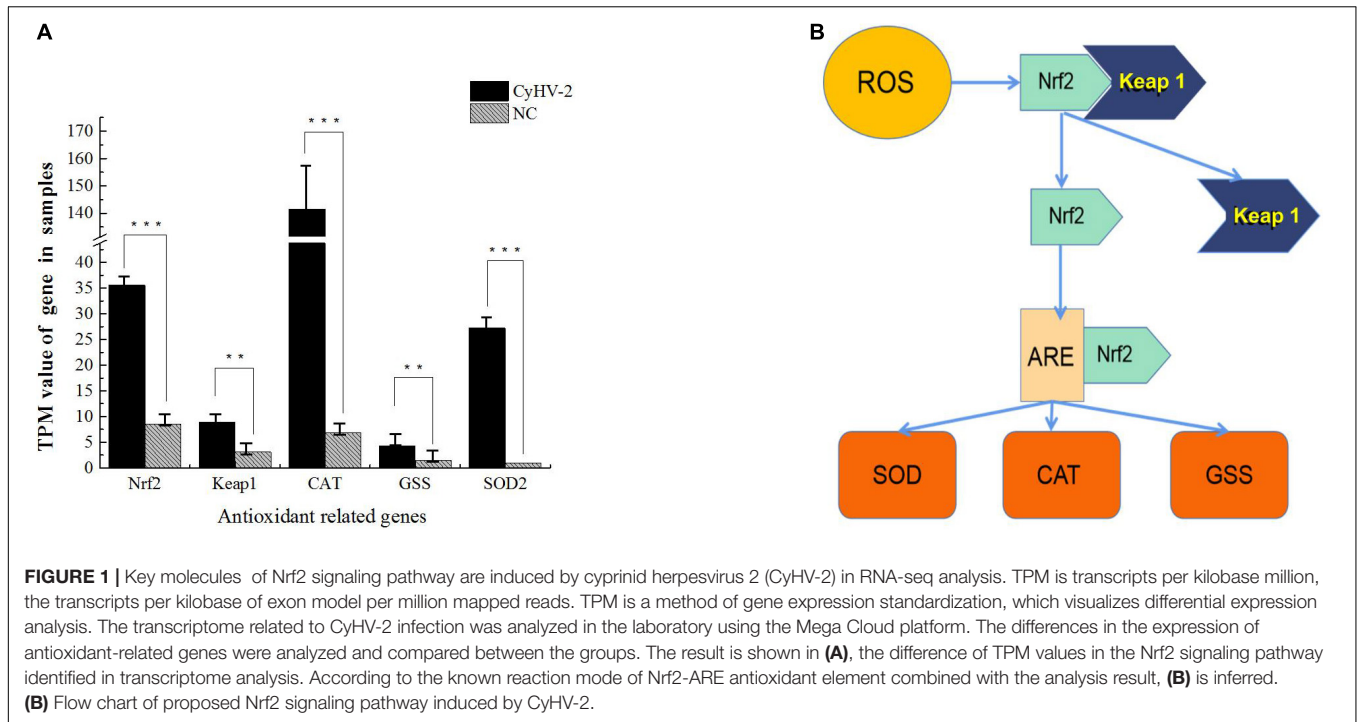 A
CyHV-2
NC
TPM value of gene in samples
170
160
150
140
40
35
30
25
20
15
10
5
0
***
**
***
**
***
Nrf2 Keap1 CAT GSS SOD2
Antioxidant related genes
B
ROS
Nrf2
Keap 1
Nrf2
Keap 1
ARE
Nrf2
SOD
CAT
GSS
FIGURE 1 | Key molecules of Nrf2 signaling pathway are induced by cyprinid herpesvirus 2 (CyHV-2) in RNA-seq analysis. TPM is transcripts per kilobase million,
the transcripts per kilobase of exon model per million mapped reads. TPM is a method of gene expression standardization, which visualizes differential expression
analysis. The transcriptome related to CyHV-2 infection was analyzed in the laboratory using the Mega Cloud platform. The differences in the expression of
antioxidant-related genes were analyzed and compared between the groups. The result is shown in (A), the difference of TPM values in the Nrf2 signaling pathway
identified in transcriptome analysis. According to the known reaction mode of Nrf2-ARE antioxidant element combined with the analysis result, (B) is inferred.
(B) Flow chart of proposed Nrf2 signaling pathway induced by CyHV-2.